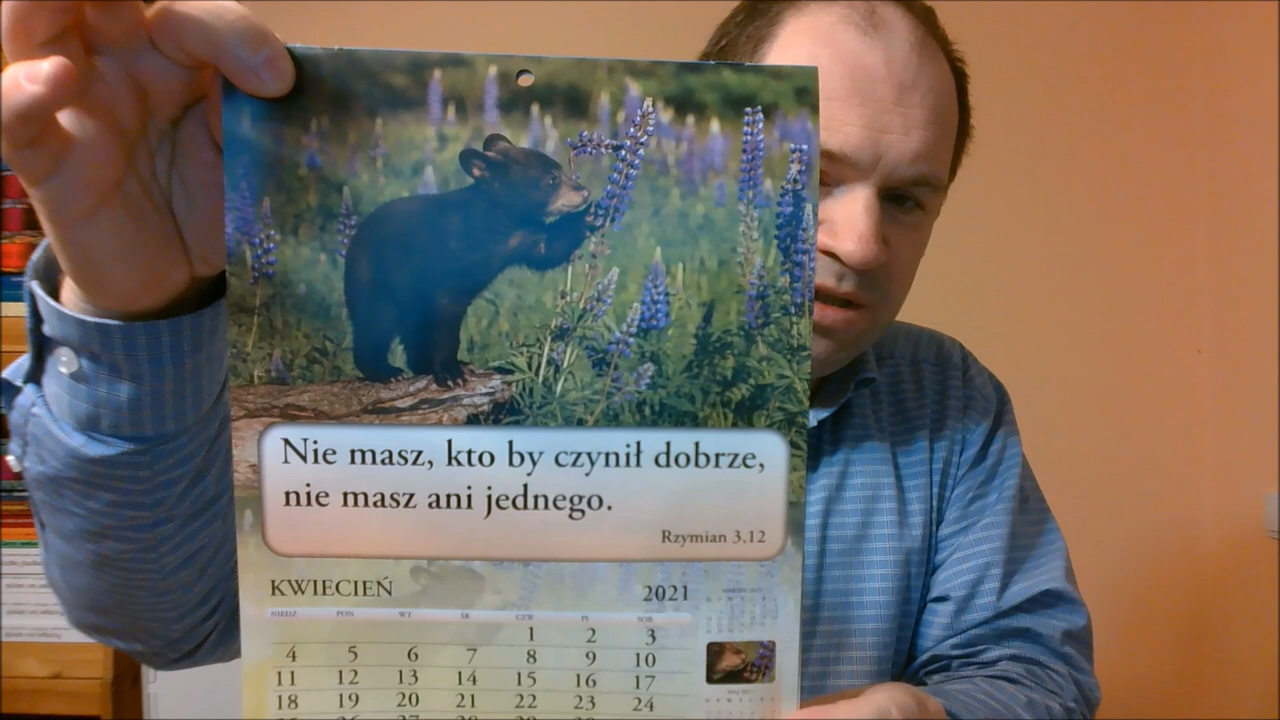 Nie masz, kto by czynił dobrze,
nie masz ani jednego.
Rzymian 3,12
KWIECIEŃ 2021
NIEDZ PON WT ŚR CZW PI SOB
1 2 3
4 5 6 7 8 9 10
11 12 13 14 15 16 17
18 19 20 21 22 23 24